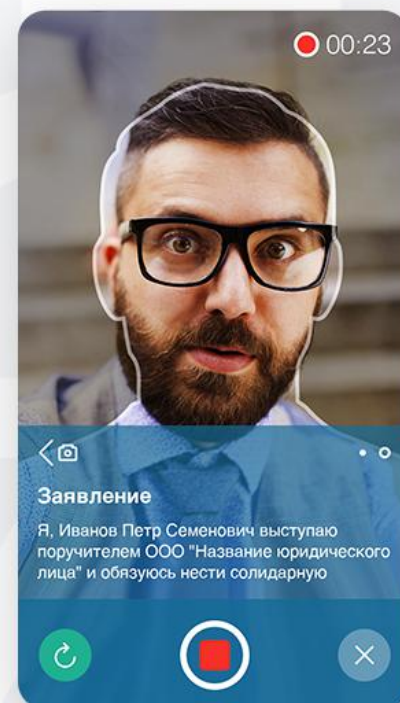 00:23
Заявление
Я, Иванов Петр Семенович выступаю
поручителем ООО "Название юридического
лица" и обязуюсь нести солидарную